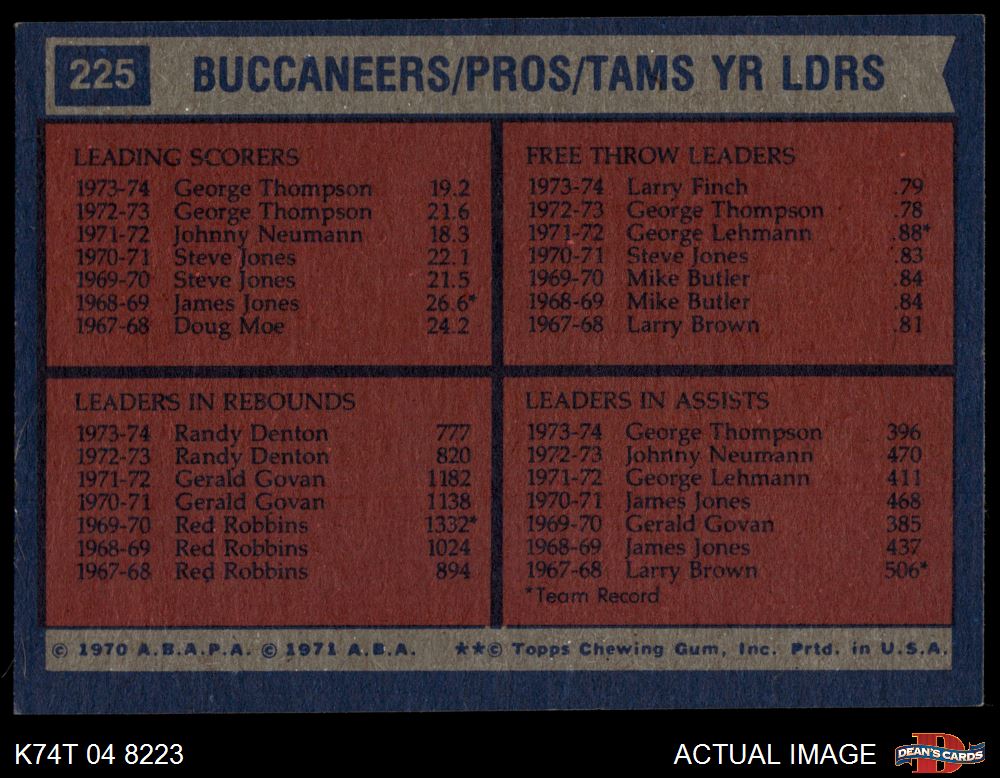 225 BUCCANEERS/PROS/TAMS YR LDRS
LEADING SCORERS
1973-74 George Thompson 19.2
1972-73 George Thompson 21.6
1971-72 Johnny Neumann 18.3
1970-71 Steve Jones 22.1
1969-70 Steve Jones 21.5
1968-69 James Jones 26.6*
1967-68 Doug Moe 24.2
FREE THROW LEADERS
1973-74 Larry Finch .79
1972-73 George Thompson .78
1971-72 George Lehmann .88*
1970-71 Steve Jones .83
1969-70 Mike Butler .84
1968-69 Mike Butler .84
1967-68 Larry Brown .81
LEADERS IN REBOUNDS
1973-74 Randy Denton 777
1972-73 Randy Denton 820
1971-72 Gerald Govan 1182
1970-71 Gerald Govan 1138
1969-70 Red Robbins 1332*
1968-69 Red Robbins 1024
1967-68 Red Robbins 894
LEADERS IN ASSISTS
1973-74 George Thompson 396
1972-73 Johnny Neumann 470
1971-72 George Lehmann 411
1970-71 James Jones 468
1969-70 Gerald Govan 385
1968-69 James Jones 437
1967-68 Larry Brown 506*
*Team Record
© 1970 A.B.A.P.A. © 1971 A.B.A. ★★© Topps Chewing Gum, Inc. Prtd. in U.S.A.
K74T 04 8223 ACTUAL IMAGE DEAN'S CARDS